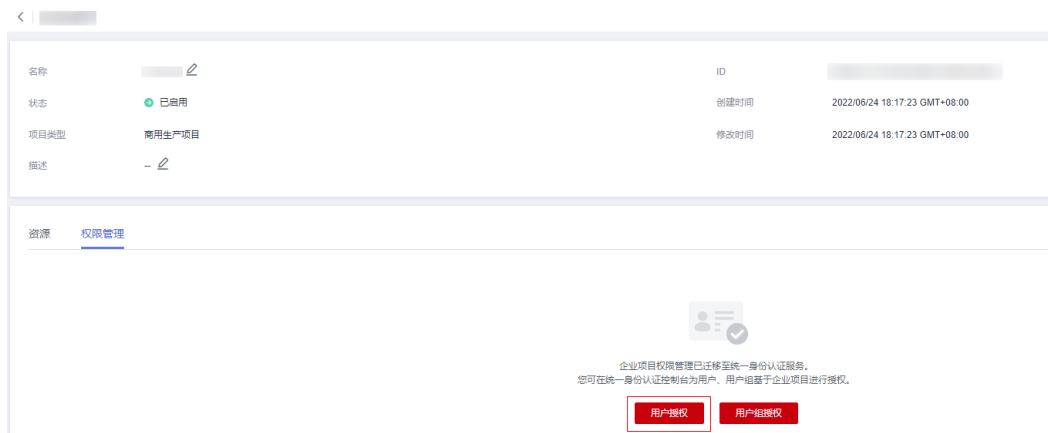 名称
ID
状态 已启用
创建时间 2022/06/24 18:17:23 GMT+08:00
项目类型 商用生产项目
修改时间 2022/06/24 18:17:23 GMT+08:00
描述 --
资源 权限管理
企业项目权限管理已迁移至统一身份认证服务。
您可在统一身份认证控制台为用户、用户组基于企业项目进行授权。
用户授权 用户组授权